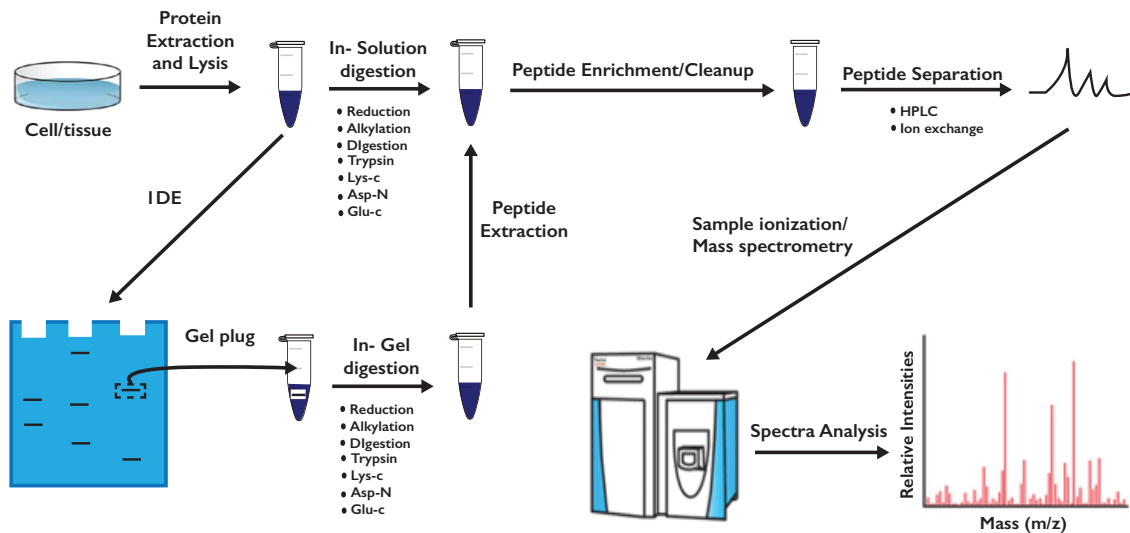 Protein
Extraction
and Lysis
Cell/tissue
In- Solution
digestion
• Reduction
• Alkylation
• DIgestion
• Trypsin
• Lys-c
• Asp-N
• Glu-c
Peptide Enrichment/Cleanup
Peptide Separation
• HPLC
• Ion exchange
1DE
Peptide
Extraction
Sample ionization/
Mass spectrometry
Gel plug
In- Gel
digestion
• Reduction
• Alkylation
• DIgestion
• Trypsin
• Lys-c
• Asp-N
• Glu-c
Spectra Analysis
Relative Intensities
Mass (m/z)